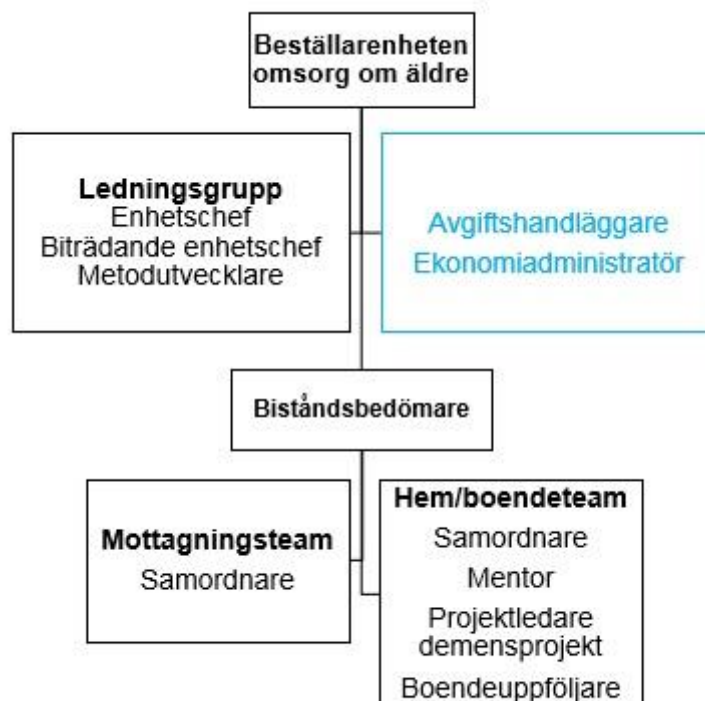 Beställarenheten
omsorg om äldre
Ledningsgrupp
Enhetschef
Biträdande enhetschef
Metodutvecklare
Avgiftshandläggare
Ekonomiadministratör
Biståndsbedömare
Mottagningsteam
Samordnare
Hem/boendeteam
Samordnare
Mentor
Projektledare
demensprojekt
Boendeuppföljare